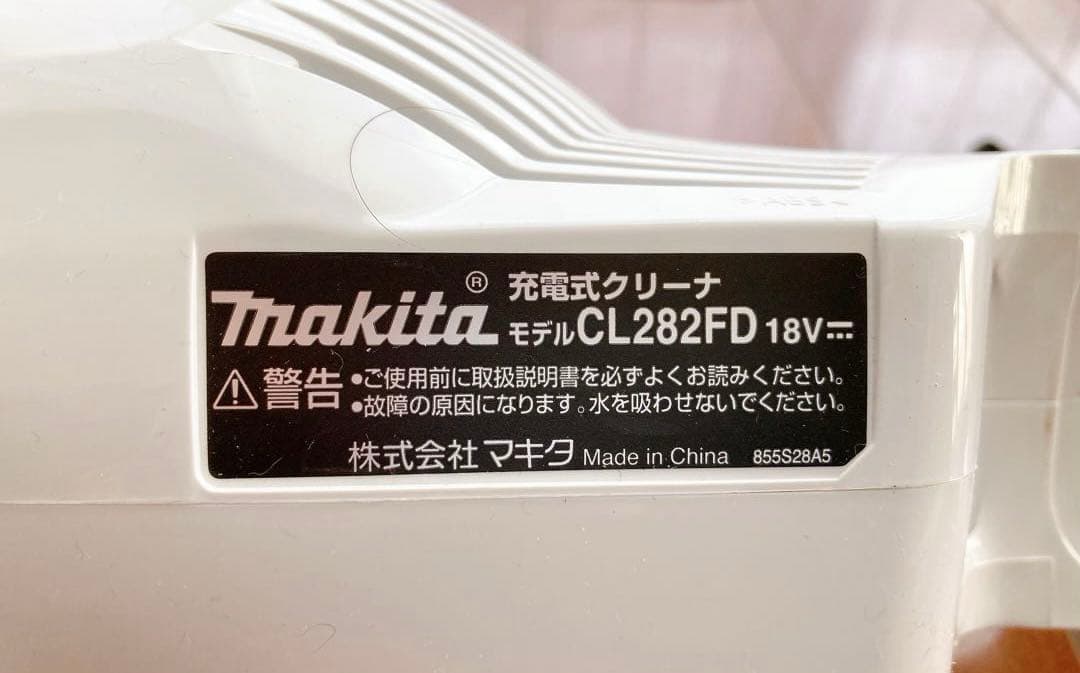 makita® 充電式クリーナ
モデルCL282FD 18V⎓
⚠警告 •ご使用前に取扱説明書を必ずよくお読みください。
•故障の原因になります。水を吸わせないでください。
株式会社 マキタ Made in China 855S28A5